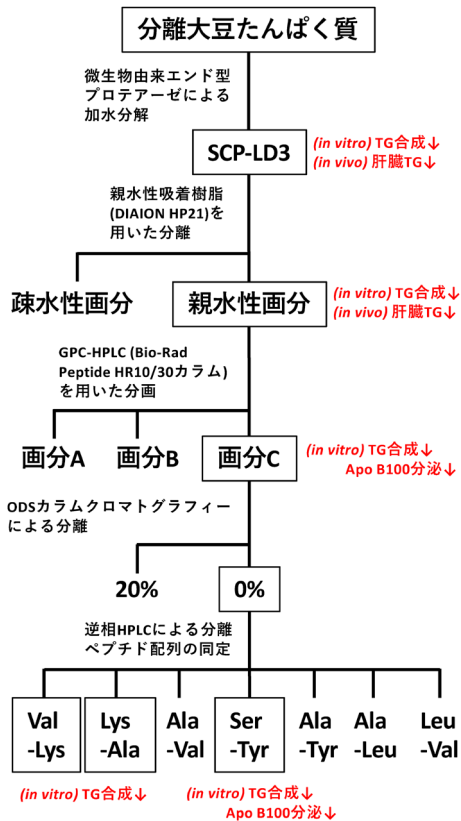 分離大豆たんぱく質
微生物由来エンド型
プロテアーゼによる
加水分解
SCP-LD3
(in vitro) TG合成↓
(in vivo) 肝臓TG↓
親水性吸着樹脂
(DIAION HP21)を
用いた分離
疎水性画分
親水性画分
(in vitro) TG合成↓
(in vivo) 肝臓TG↓
GPC-HPLC (Bio-Rad
Peptide HR10/30カラム)
を用いた分画
画分A
画分B
画分C
(in vitro) TG合成↓
Apo B100分泌↓
ODSカラムクロマトグラフィー
による分離
20%
0%
逆相HPLCによる分離
ペプチド配列の同定
Val
-Lys
Lys
-Ala
Ala
-Val
Ser
-Tyr
Ala
-Tyr
Ala
-Leu
Leu
-Val
(in vitro) TG合成↓
(in vitro) TG合成↓
Apo B100分泌↓